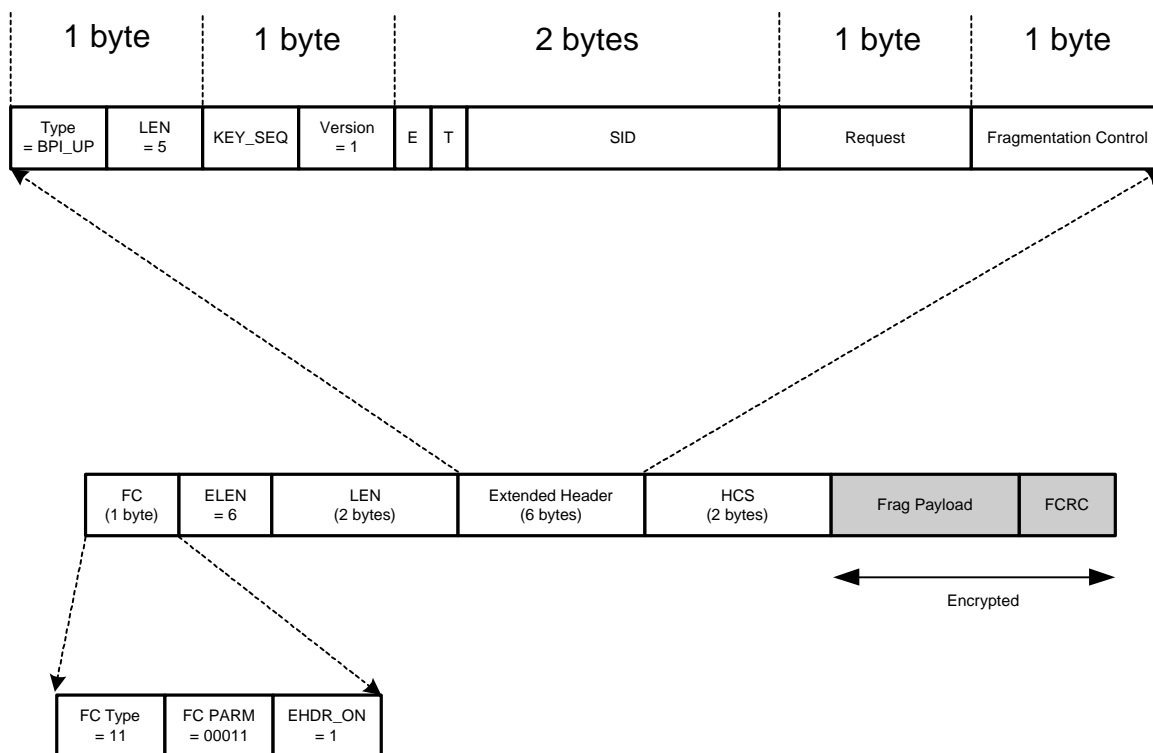 1 byte 1 byte 2 bytes 1 byte 1 byte
Type = BPI_UP
LEN = 5
KEY_SEQ
Version = 1
E
T
SID
Request
Fragmentation Control
FC (1 byte)
ELEN = 6
LEN (2 bytes)
Extended Header (6 bytes)
HCS (2 bytes)
Frag Payload
FCRC
Encrypted
FC Type = 11
FC PARM = 00011
EHDR_ON = 1